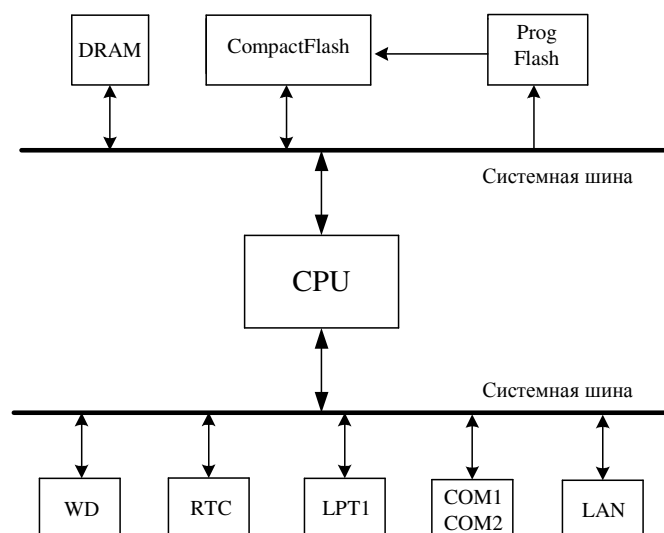 DRAM
CompactFlash
Prog
Flash
Системная шина
CPU
Системная шина
WD
RTC
LPT1
COM1
COM2
LAN